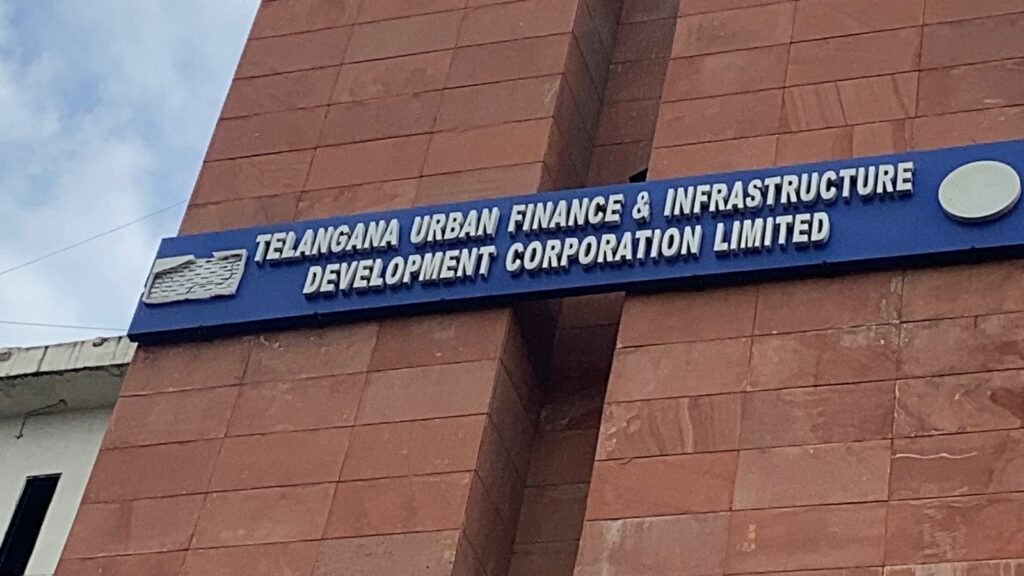 TELANGANA URBAN FINANCE & INFRASTRUCTURE
DEVELOPMENT CORPORATION LIMITED